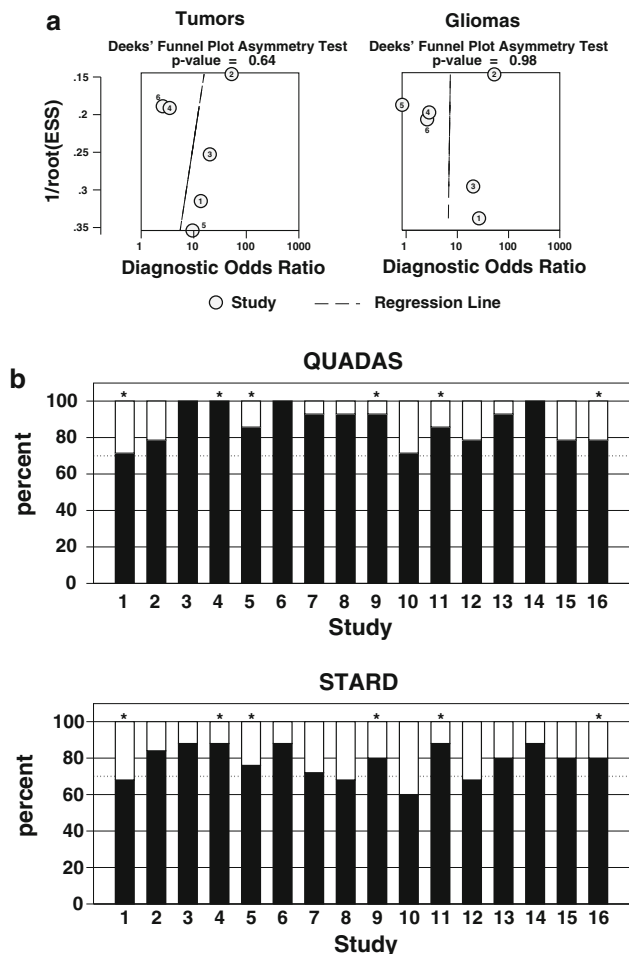 a
Tumors
Gliomas
Deeks' Funnel Plot Asymmetry Test
p-value = 0.64
Deeks' Funnel Plot Asymmetry Test
p-value = 0.98
1/root(ESS)
.15
.2
.25
.3
.35
2
6
4
3
1
5
2
5
4
6
3
1
1 10 100 1000
1 10 100 1000
Diagnostic Odds Ratio
Diagnostic Odds Ratio
Study
Regression Line
b
QUADAS
percent
100
80
60
40
20
0
* * * * * *
1 2 3 4 5 6 7 8 9 10 11 12 13 14 15 16
Study
STARD
percent
100
80
60
40
20
0
* * * * * *
1 2 3 4 5 6 7 8 9 10 11 12 13 14 15 16
Study